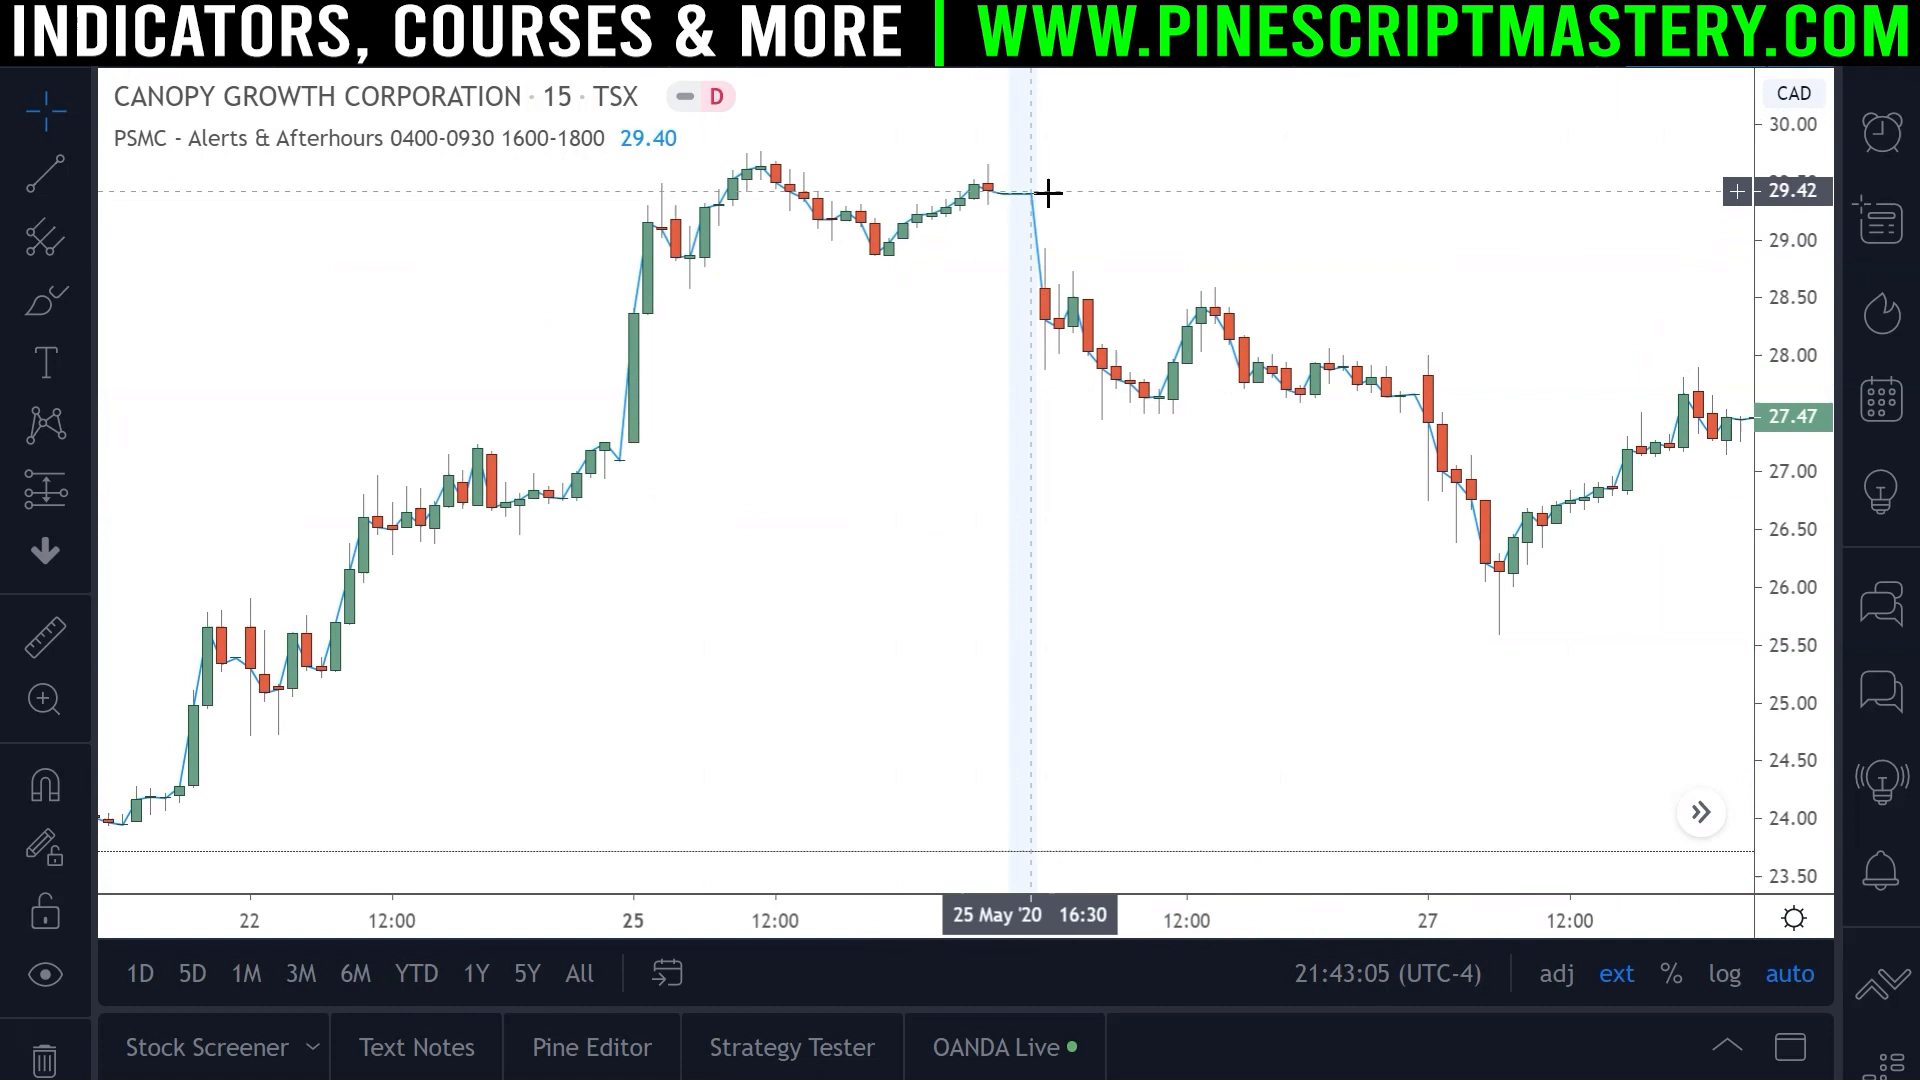 INDICATORS, COURSES & MORE | WWW.PINESCRIPTMASTERY.COM
CANOPY GROWTH CORPORATION · 15 · TSX D
PSMC - Alerts & Afterhours 0400-0930 1600-1800 29.40
CAD
30.00
29.42
29.00
28.50
28.00
27.47
27.00
26.50
26.00
25.50
25.00
24.50
24.00
23.50
22 12:00 25 12:00 25 May '20 16:30 12:00 27 12:00
1D 5D 1M 3M 6M YTD 1Y 5Y All 21:43:05 (UTC-4) adj ext % log auto
Stock Screener Text Notes Pine Editor Strategy Tester OANDA Live